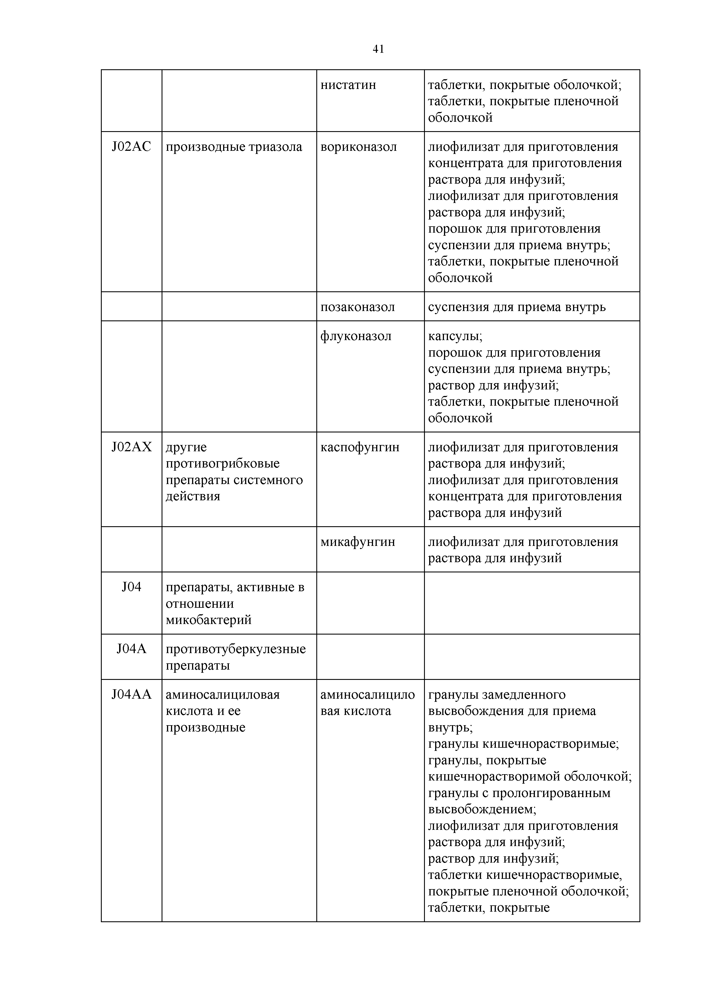 41
нистатин
таблетки, покрытые оболочкой;
таблетки, покрытые пленочной
оболочкой
J02AC
производные триазола
вориконазол
лиофилизат для приготовления
концентрата для приготовления
раствора для инфузий;
лиофилизат для приготовления
раствора для инфузий;
порошок для приготовления
суспензии для приема внутрь;
таблетки, покрытые пленочной
оболочкой
позаконазол
суспензия для приема внутрь
флуконазол
капсулы;
порошок для приготовления
суспензии для приема внутрь;
раствор для инфузий;
таблетки, покрытые пленочной
оболочкой
J02AX
другие
противогрибковые
препараты системного
действия
каспофунгин
лиофилизат для приготовления
раствора для инфузий;
лиофилизат для приготовления
концентрата для приготовления
раствора для инфузий
микафунгин
лиофилизат для приготовления
раствора для инфузий
J04
препараты, активные в
отношении
микобактерий
J04A
противотуберкулезные
препараты
J04AA
аминосалициловая
кислота и ее
производные
аминосалицило
вая кислота
гранулы замедленного
высвобождения для приема
внутрь;
гранулы кишечнорастворимые;
гранулы, покрытые
кишечнорастворимой оболочкой;
гранулы с пролонгированным
высвобождением;
лиофилизат для приготовления
раствора для инфузий;
раствор для инфузий;
таблетки кишечнорастворимые,
покрытые пленочной оболочкой;
таблетки, покрытые